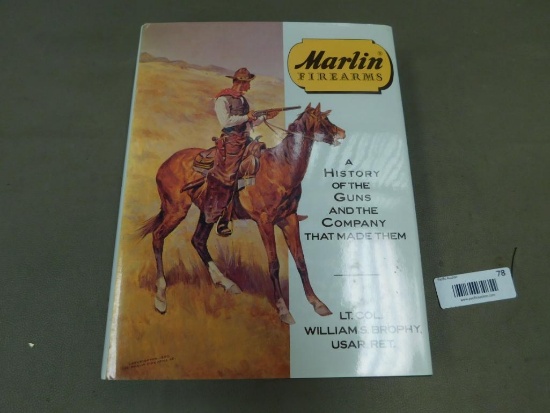 Marlin
FIREARMS
A
HISTORY
OF THE
GUNS
AND THE
COMPANY
THAT MADE THEM
LT. COL.
WILLIAM S. BROPHY,
USAR, RET.
78